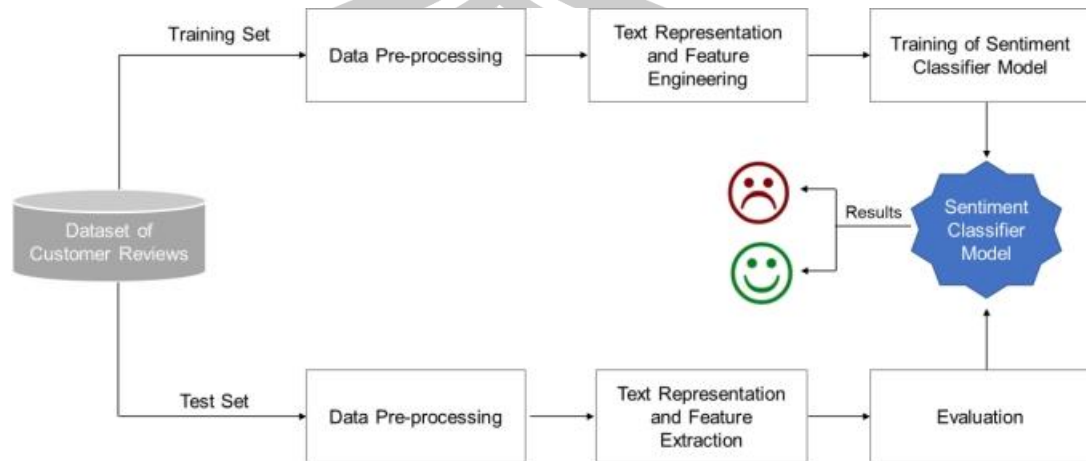 Training Set
Data Pre-processing
Text Representation
and Feature
Engineering
Training of Sentiment
Classifier Model
Dataset of
Customer Reviews
Results
Sentiment
Classifier
Model
Test Set
Data Pre-processing
Text Representation
and Feature
Extraction
Evaluation